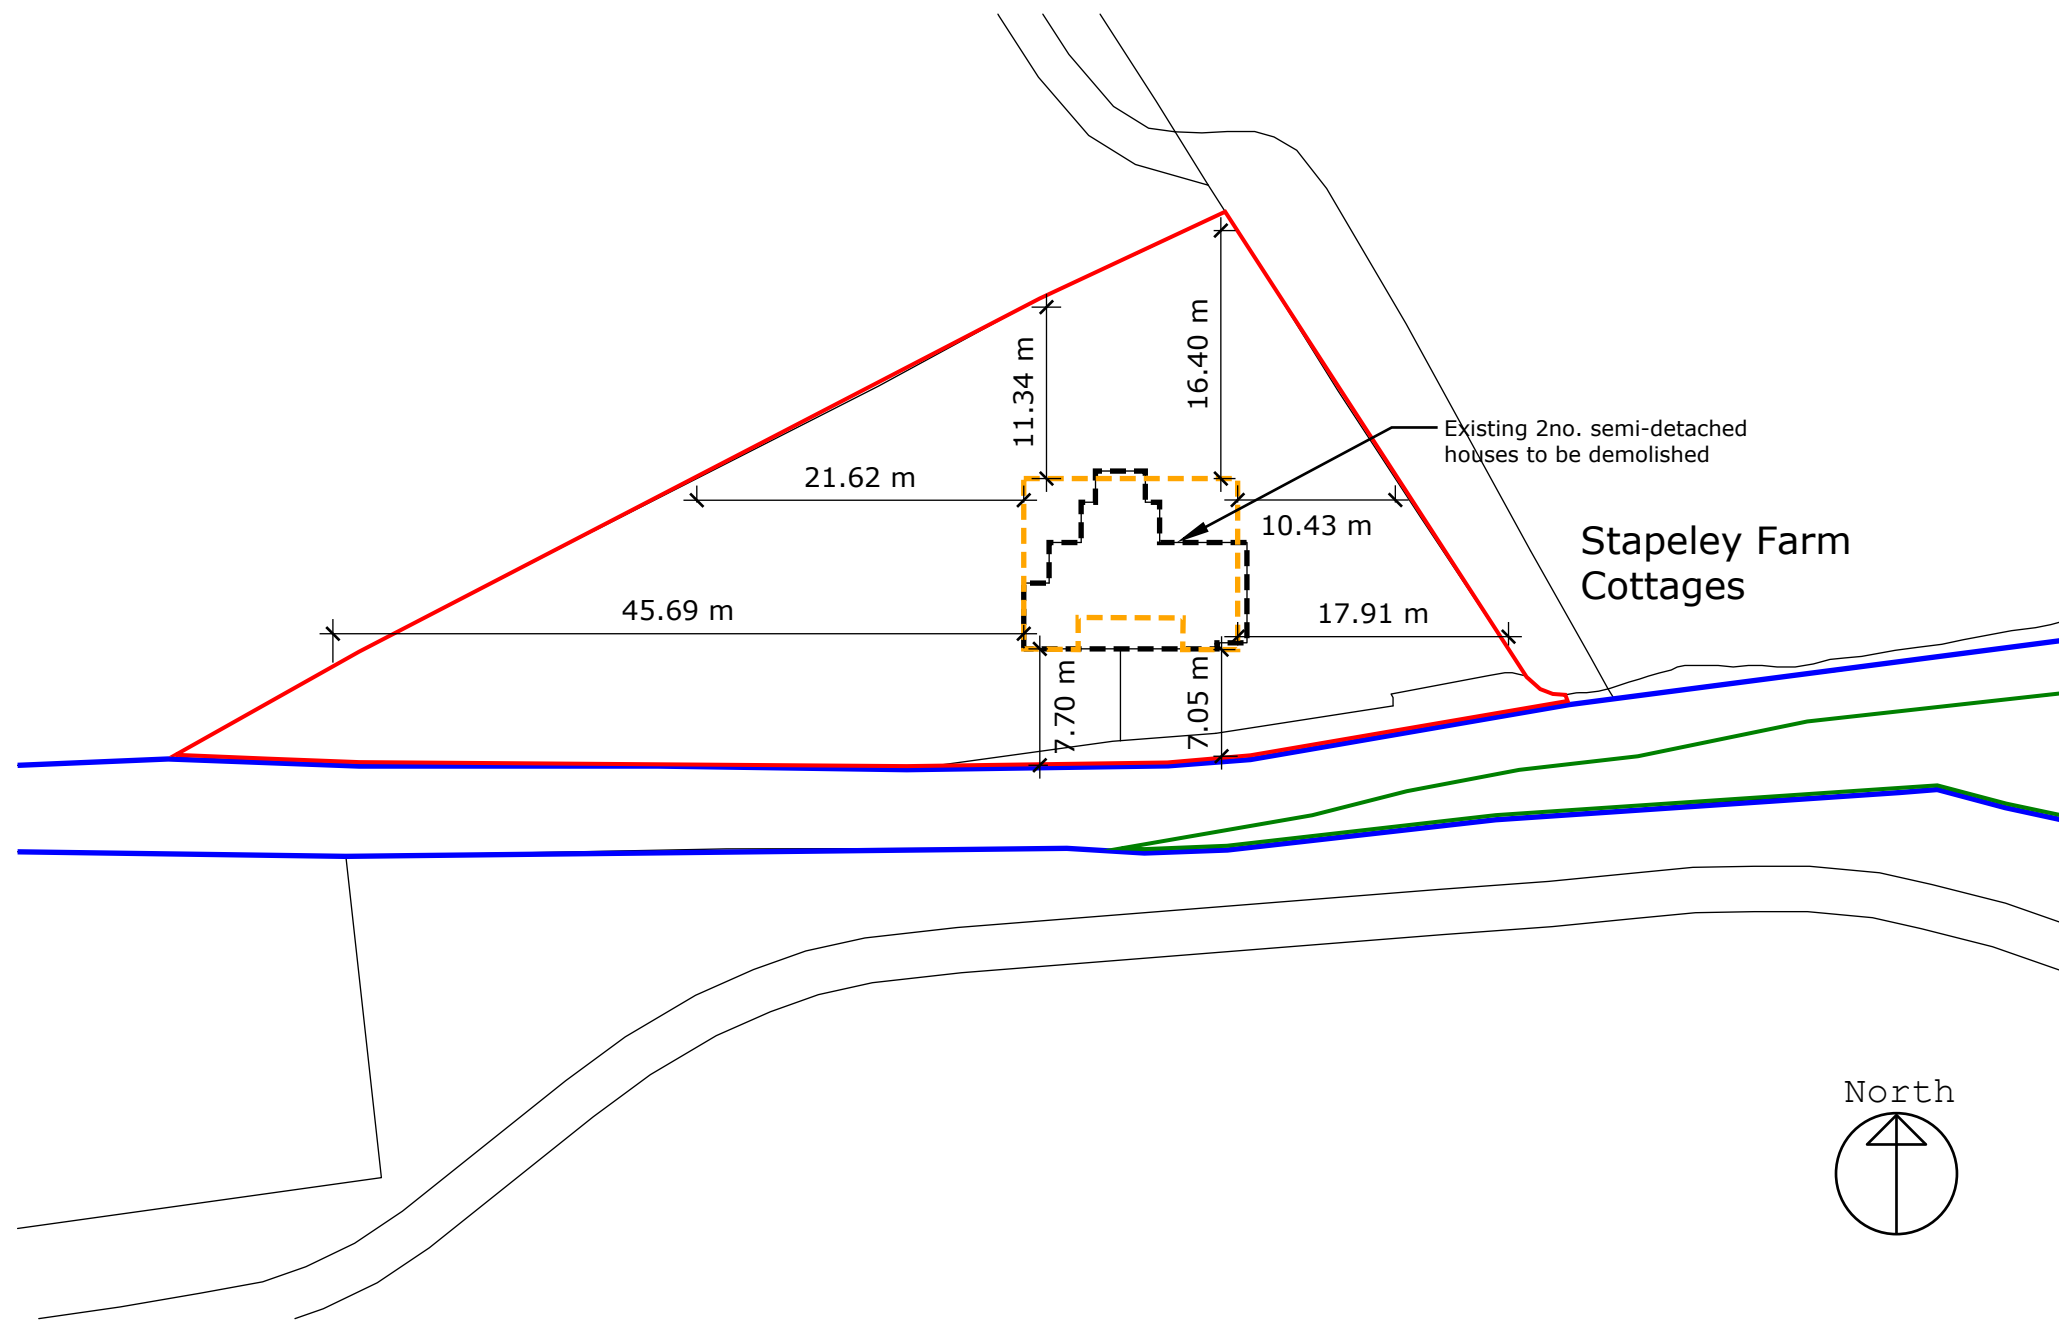 16.40 m
11.34 m
Existing 2no. semi-detached
houses to be demolished
21.62 m
10.43 m
Stapeley Farm
Cottages
45.69 m
17.91 m
7.70 m
7.05 m
North